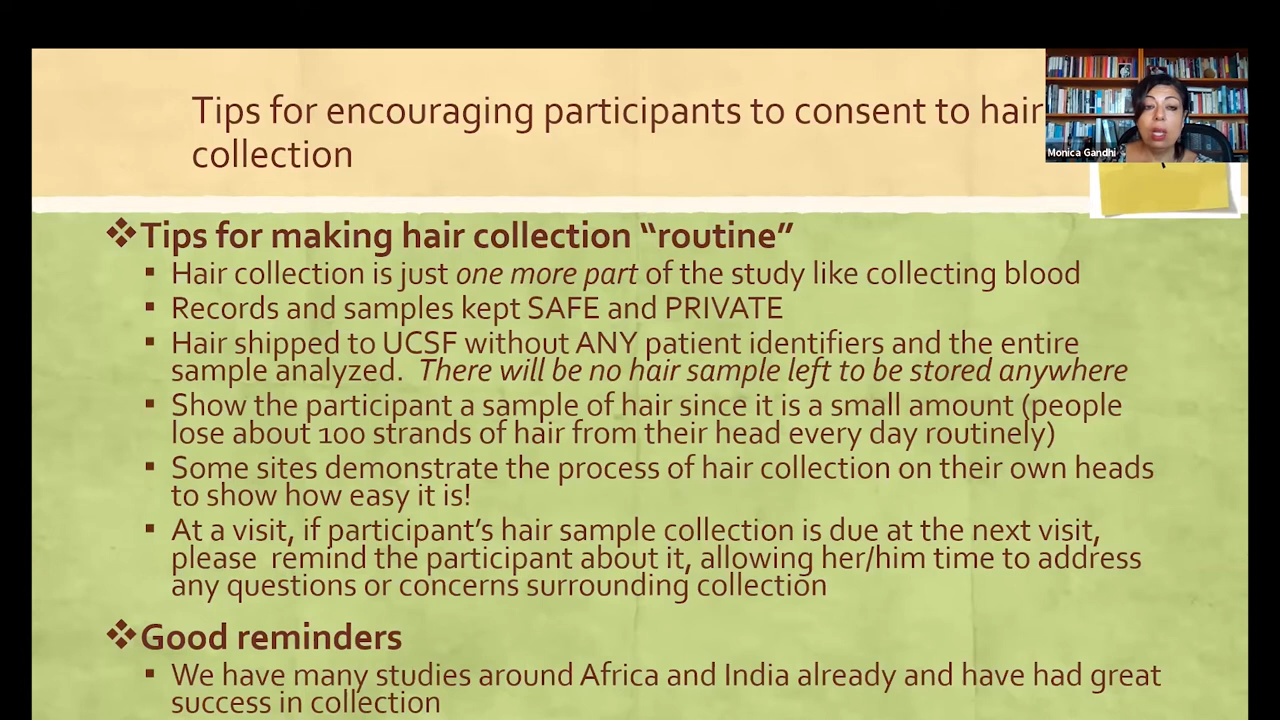 Tips for encouraging participants to consent to hair
collection
Monica Gandhi
❖Tips for making hair collection “routine”
▪ Hair collection is just one more part of the study like collecting blood
▪ Records and samples kept SAFE and PRIVATE
▪ Hair shipped to UCSF without ANY patient identifiers and the entire
sample analyzed. There will be no hair sample left to be stored anywhere
▪ Show the participant a sample of hair since it is a small amount (people
lose about 100 strands of hair from their head every day routinely)
▪ Some sites demonstrate the process of hair collection on their own heads
to show how easy it is!
▪ At a visit, if participant’s hair sample collection is due at the next visit,
please remind the participant about it, allowing her/him time to address
any questions or concerns surrounding collection
❖Good reminders
▪ We have many studies around Africa and India already and have had great
success in collection